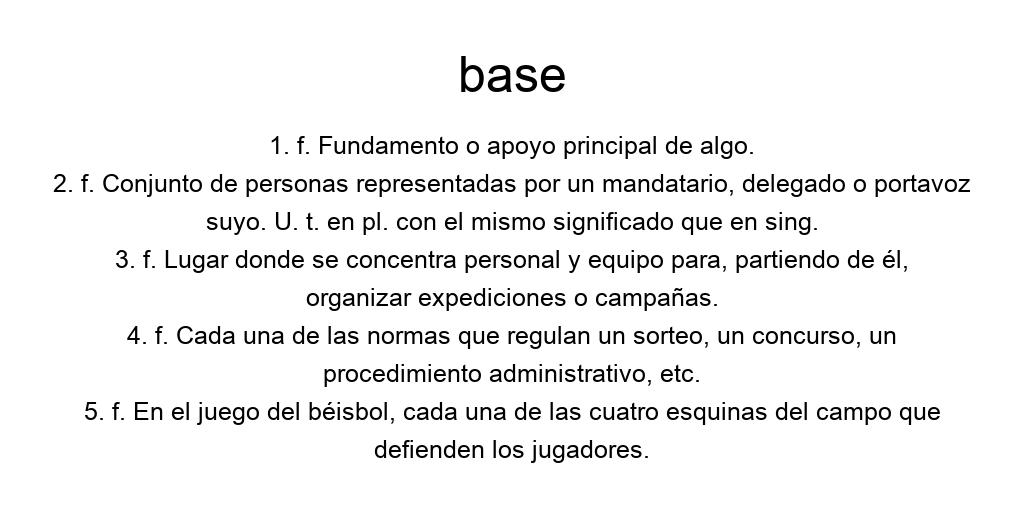 base
1. f. Fundamento o apoyo principal de algo.
2. f. Conjunto de personas representadas por un mandatario, delegado o portavoz
suyo. U. t. en pl. con el mismo significado que en sing.
3. f. Lugar donde se concentra personal y equipo para, partiendo de él,
organizar expediciones o campañas.
4. f. Cada una de las normas que regulan un sorteo, un concurso, un
procedimiento administrativo, etc.
5. f. En el juego del béisbol, cada una de las cuatro esquinas del campo que
defienden los jugadores.